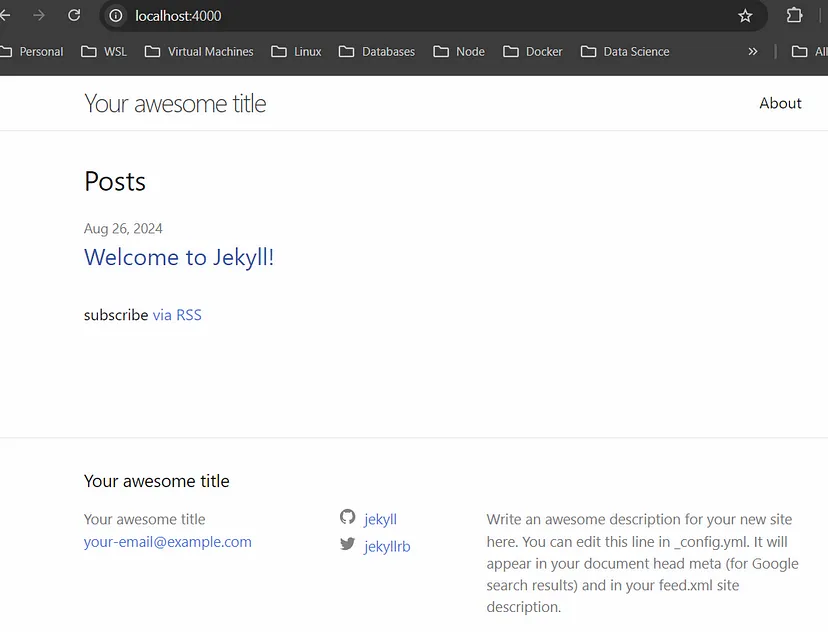 localhost:4000
Personal WSL Virtual Machines Linux Databases Node Docker Data Science » All
Your awesome title About
Posts
Aug 26, 2024
Welcome to Jekyll!
subscribe via RSS
Your awesome title
Your awesome title
your-email@example.com
jekyll
jekyllrb
Write an awesome description for your new site
here. You can edit this line in _config.yml. It will
appear in your document head meta (for Google
search results) and in your feed.xml site
description.